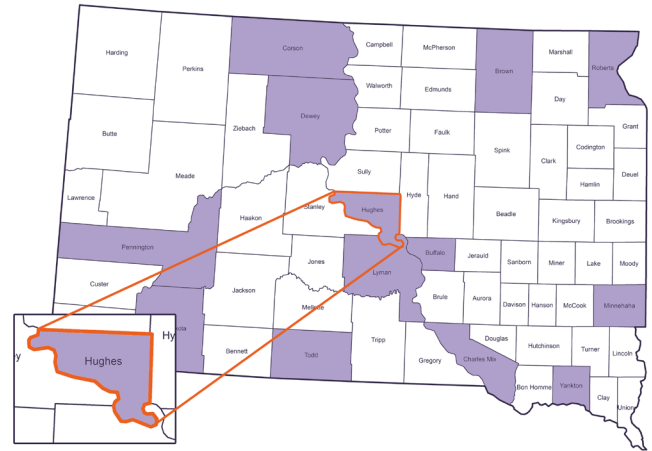 Harding
Perkins
Corson
Campbell
McPherson
Brown
Marshall
Roberts
Walworth
Edmunds
Day
Dewey
Grant
Butte
Ziebach
Potter
Faulk
Spink
Clark
Codington
Deuel
Hamlin
Meade
Sully
Lawrence
Stanley
Hughes
Hyde
Hand
Beadle
Kingsbury
Brookings
Haakon
Pennington
Buffalo
Jerauld
Sanborn
Miner
Lake
Moody
Jones
Lyman
Custer
Jackson
Brule
Aurora
Davison
Hanson
McCook
Minnehaha
Mellette
Tripp
Bennett
Todd
Gregory
Charles Mix
Douglas
Hutchinson
Turner
Lincoln
Bon Homme
Yankton
Clay
Union
kota
Hughes
Hy
ey